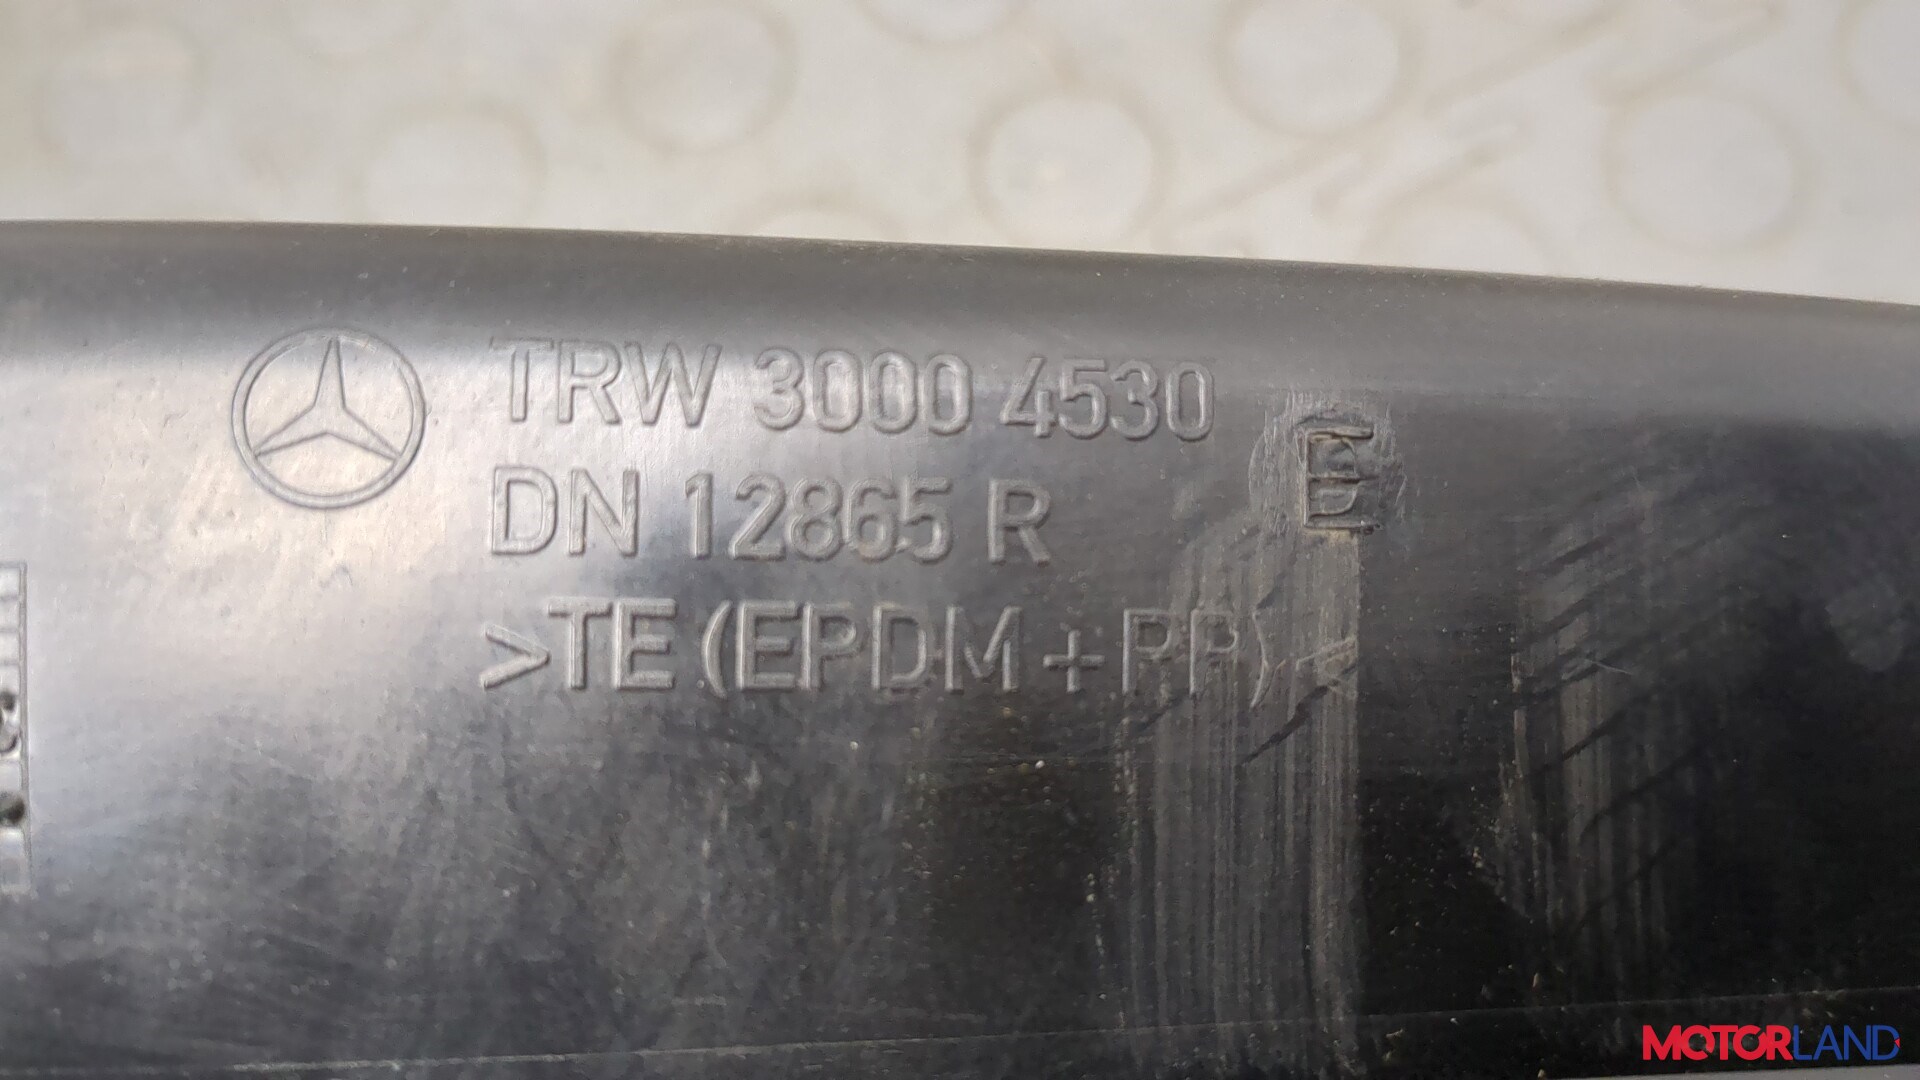 TRW 3000 4530
DN 12865 R
E
>TE (EPDM + PP) <
MOTORLAND